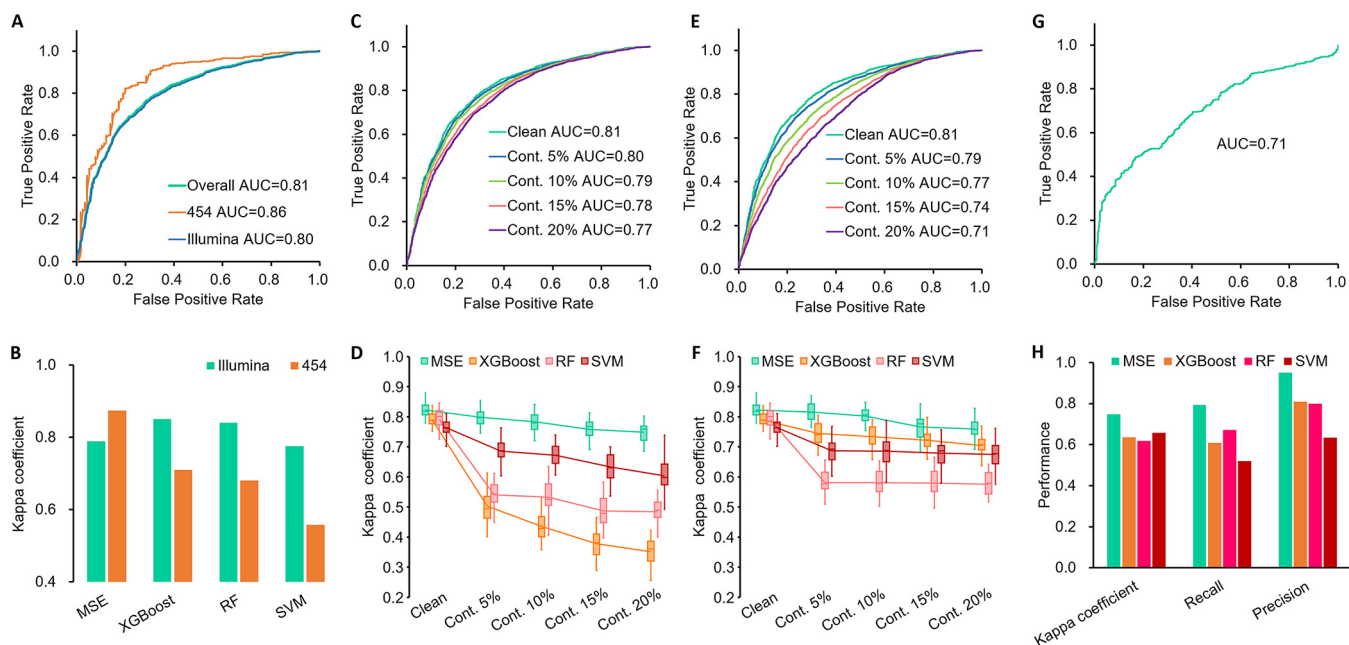 A
True Positive Rate
1.0
0.8
0.6
0.4
0.2
0.0
Overall AUC=0.81
454 AUC=0.86
Illumina AUC=0.80
0.0 0.2 0.4 0.6 0.8 1.0
False Positive Rate
C
True Positive Rate
1.0
0.8
0.6
0.4
0.2
0.0
Clean AUC=0.81
Cont. 5% AUC=0.80
Cont. 10% AUC=0.79
Cont. 15% AUC=0.78
Cont. 20% AUC=0.77
0.0 0.2 0.4 0.6 0.8 1.0
False Positive Rate
E
True Positive Rate
1.0
0.8
0.6
0.4
0.2
0.0
Clean AUC=0.81
Cont. 5% AUC=0.79
Cont. 10% AUC=0.77
Cont. 15% AUC=0.74
Cont. 20% AUC=0.71
0.0 0.2 0.4 0.6 0.8 1.0
False Positive Rate
G
True Positive Rate
1.0
0.8
0.6
0.4
0.2
0.0
AUC=0.71
0.0 0.2 0.4 0.6 0.8 1.0
False Positive Rate
B
Illumina 454
Kappa coefficient
1.0
0.8
0.6
0.4
MSE XGBoost RF SVM
D
MSE XGBoost RF SVM
Kappa coefficient
1.0
0.9
0.8
0.7
0.6
0.5
0.4
0.3
0.2
Clean Cont. 5% Cont. 10% Cont. 15% Cont. 20%
F
MSE XGBoost RF SVM
Kappa coefficient
1.0
0.9
0.8
0.7
0.6
0.5
0.4
0.3
0.2
Clean Cont. 5% Cont. 10% Cont. 15% Cont. 20%
H
MSE XGBoost RF SVM
Performance
1.0
0.8
0.6
0.4
0.2
0.0
Kappa coefficient Recall Precision